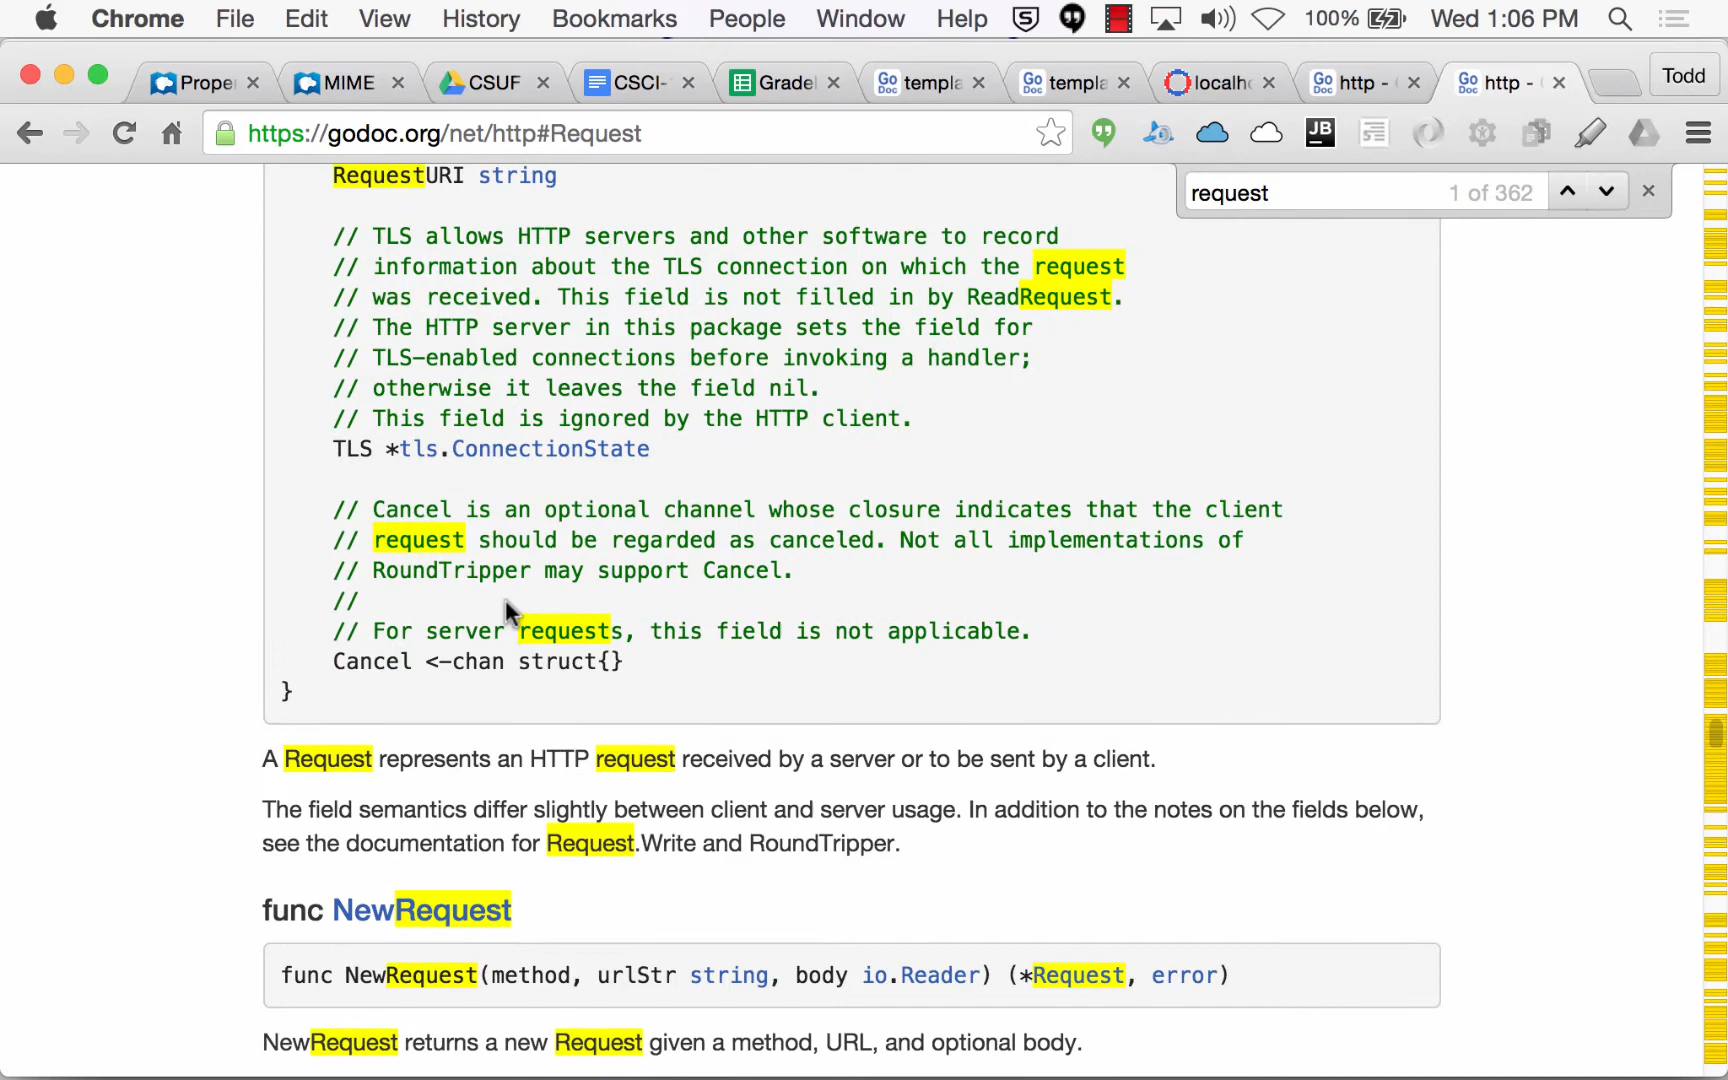 Chrome File Edit View History Bookmarks People Window Help 100% Wed 1:06 PM
Proper MIME CSUF CSCI- Gradel templa templa localho http - http - Todd
https://godoc.org/net/http#Request
request 1 of 362
RequestURI string
// TLS allows HTTP servers and other software to record
// information about the TLS connection on which the request
// was received. This field is not filled in by ReadRequest.
// The HTTP server in this package sets the field for
// TLS-enabled connections before invoking a handler;
// otherwise it leaves the field nil.
// This field is ignored by the HTTP client.
TLS *tls.ConnectionState
// Cancel is an optional channel whose closure indicates that the client
// request should be regarded as canceled. Not all implementations of
// RoundTripper may support Cancel.
//
// For server requests, this field is not applicable.
Cancel <-chan struct{}
}
A Request represents an HTTP request received by a server or to be sent by a client.
The field semantics differ slightly between client and server usage. In addition to the notes on the fields below,
see the documentation for Request.Write and RoundTripper.
func NewRequest
func NewRequest(method, urlStr string, body io.Reader) (*Request, error)
NewRequest returns a new Request given a method, URL, and optional body.